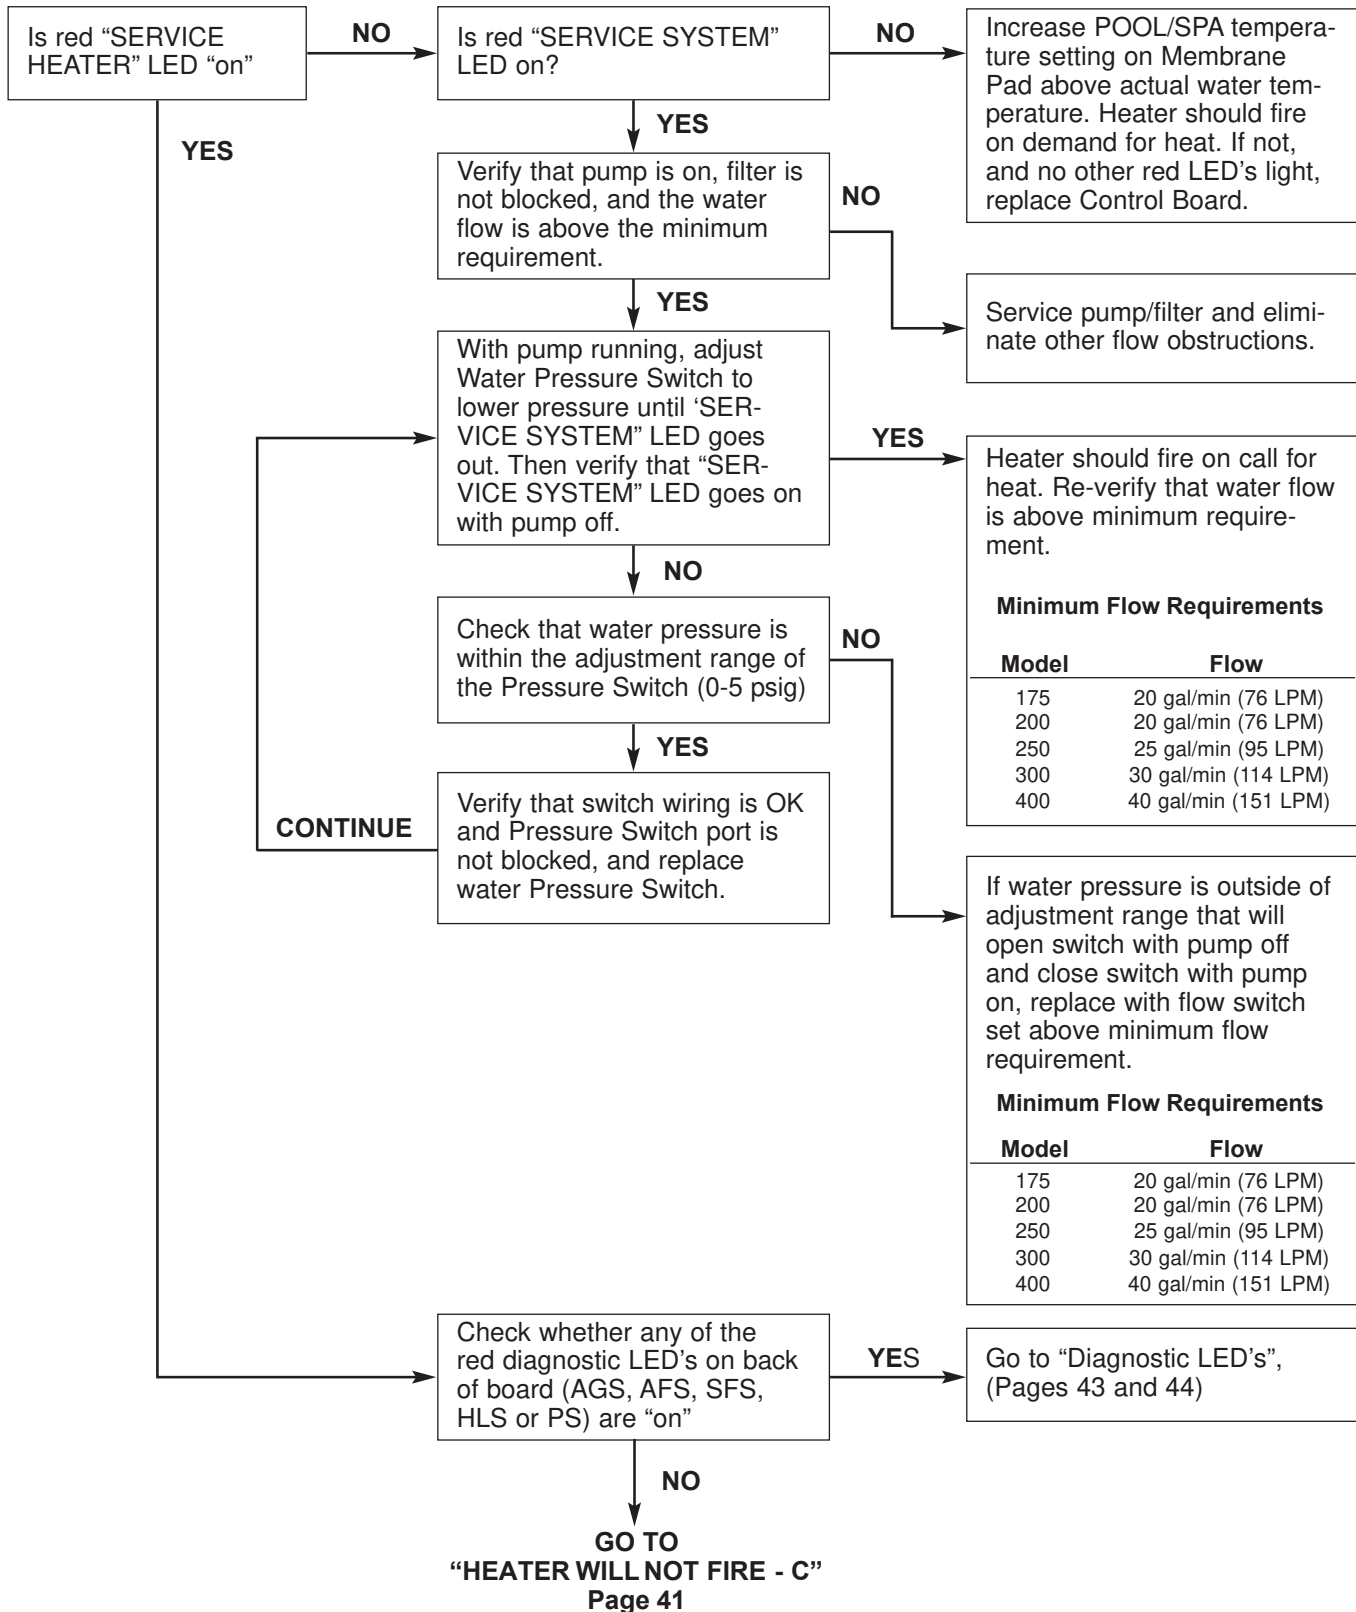 Is red “SERVICE
HEATER” LED “on”
NO
Is red “SERVICE SYSTEM”
LED on?
NO
Increase POOL/SPA tempera-
ture setting on Membrane
Pad above actual water tem-
perature. Heater should fire
on demand for heat. If not,
and no other red LED’s light,
replace Control Board.
YES
YES
Verify that pump is on, filter is
not blocked, and the water
flow is above the minimum
requirement.
NO
Service pump/filter and elimi-
nate other flow obstructions.
YES
With pump running, adjust
Water Pressure Switch to
lower pressure until ‘SER-
VICE SYSTEM” LED goes
out. Then verify that “SER-
VICE SYSTEM” LED goes on
with pump off.
YES
Heater should fire on call for
heat. Re-verify that water flow
is above minimum require-
ment.
Minimum Flow Requirements
Model Flow
175 20 gal/min (76 LPM)
200 20 gal/min (76 LPM)
250 25 gal/min (95 LPM)
300 30 gal/min (114 LPM)
400 40 gal/min (151 LPM)
NO
Check that water pressure is
within the adjustment range of
the Pressure Switch (0-5 psig)
NO
YES
Verify that switch wiring is OK
and Pressure Switch port is
not blocked, and replace
water Pressure Switch.
CONTINUE
If water pressure is outside of
adjustment range that will
open switch with pump off
and close switch with pump
on, replace with flow switch
set above minimum flow
requirement.
Minimum Flow Requirements
Model Flow
175 20 gal/min (76 LPM)
200 20 gal/min (76 LPM)
250 25 gal/min (95 LPM)
300 30 gal/min (114 LPM)
400 40 gal/min (151 LPM)
Check whether any of the
red diagnostic LED’s on back
of board (AGS, AFS, SFS,
HLS or PS) are “on”
YES
Go to “Diagnostic LED’s”,
(Pages 43 and 44)
NO
GO TO
“HEATER WILL NOT FIRE - C”
Page 41